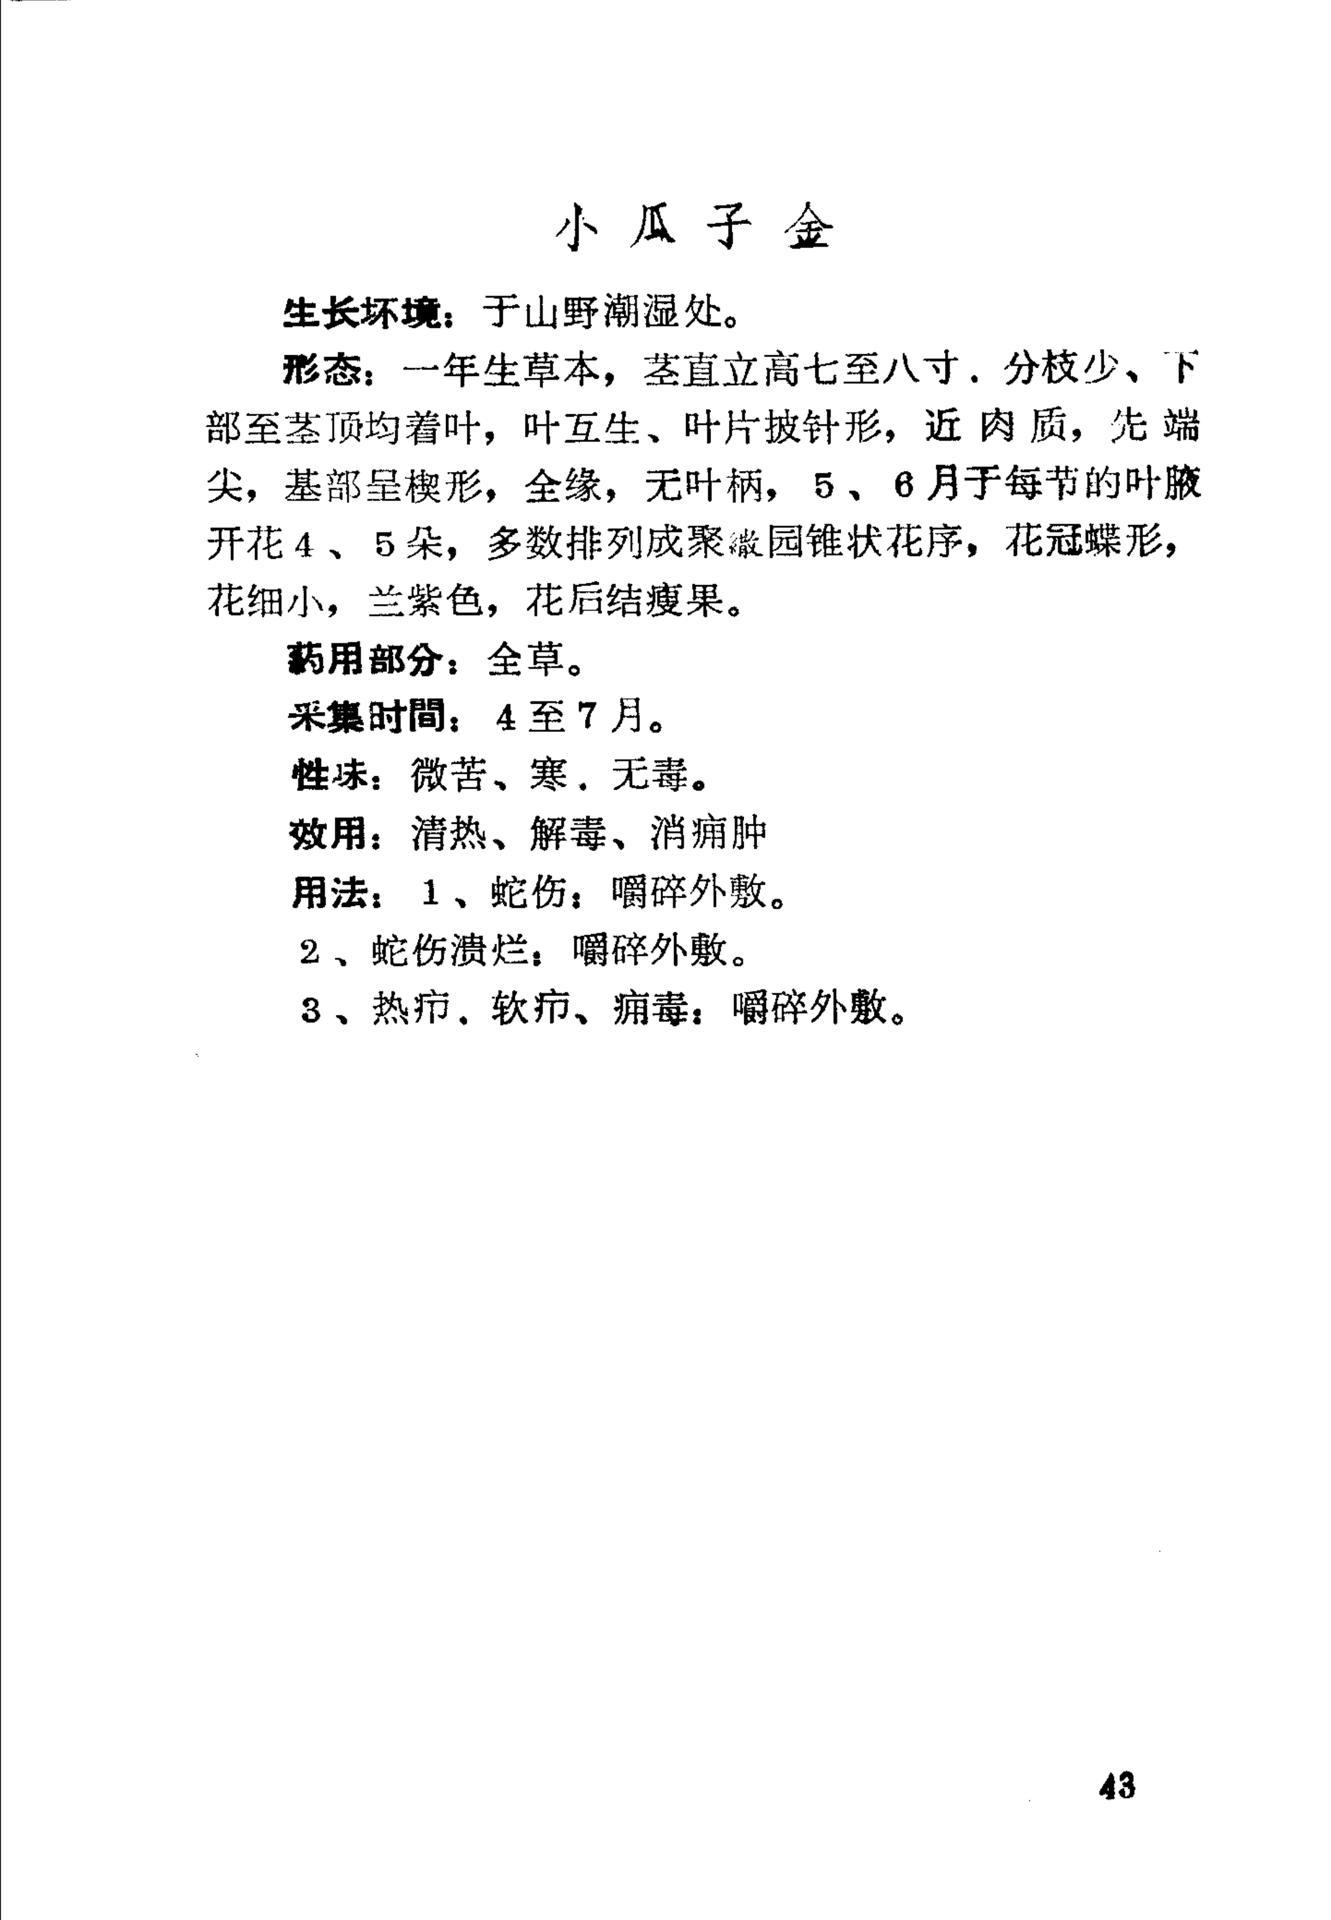 小瓜子金
生长坏境：于山野潮湿处。
形态：一年生草本，茎直立高七至八寸．分枝少、下
部至茎顶均着叶，叶互生、叶片披针形，近肉质，先端
尖，基部呈楔形，全缘，无叶柄，5、6月于每节的叶腋
开花4、5朵，多数排列成聚繖园锥状花序，花冠蝶形，
花细小，兰紫色，花后结瘦果。
药用部分：全草。
采集时間：4至7月。
性味：微苦、寒．无毒。
效用：清热、解毒、消痈肿
用法：1、蛇伤：嚼碎外敷。
2、蛇伤溃烂：嚼碎外敷。
3、热疖．软疖、痈毒：嚼碎外敷。
43